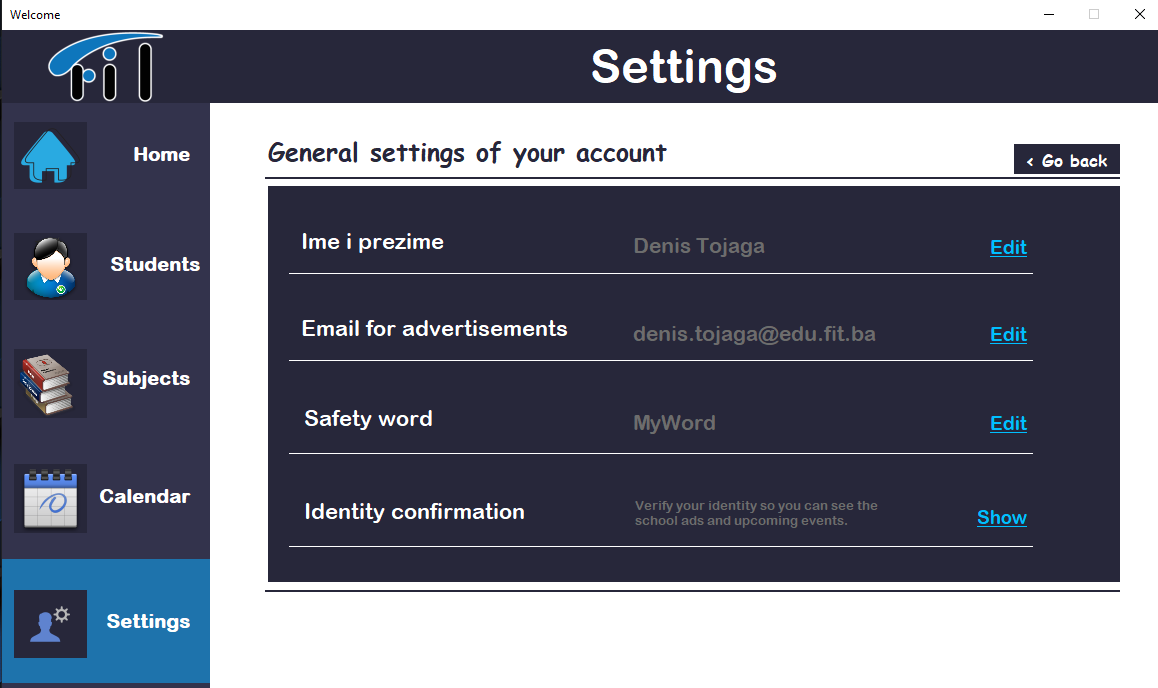 Welcome
FIT
Settings
Home
Students
Subjects
Calendar
Settings
General settings of your account
< Go back
Ime i prezime
Denis Tojaga
Edit
Email for advertisements
denis.tojaga@edu.fit.ba
Edit
Safety word
MyWord
Edit
Identity confirmation
Verify your identity so you can see the
school ads and upcoming events.
Show